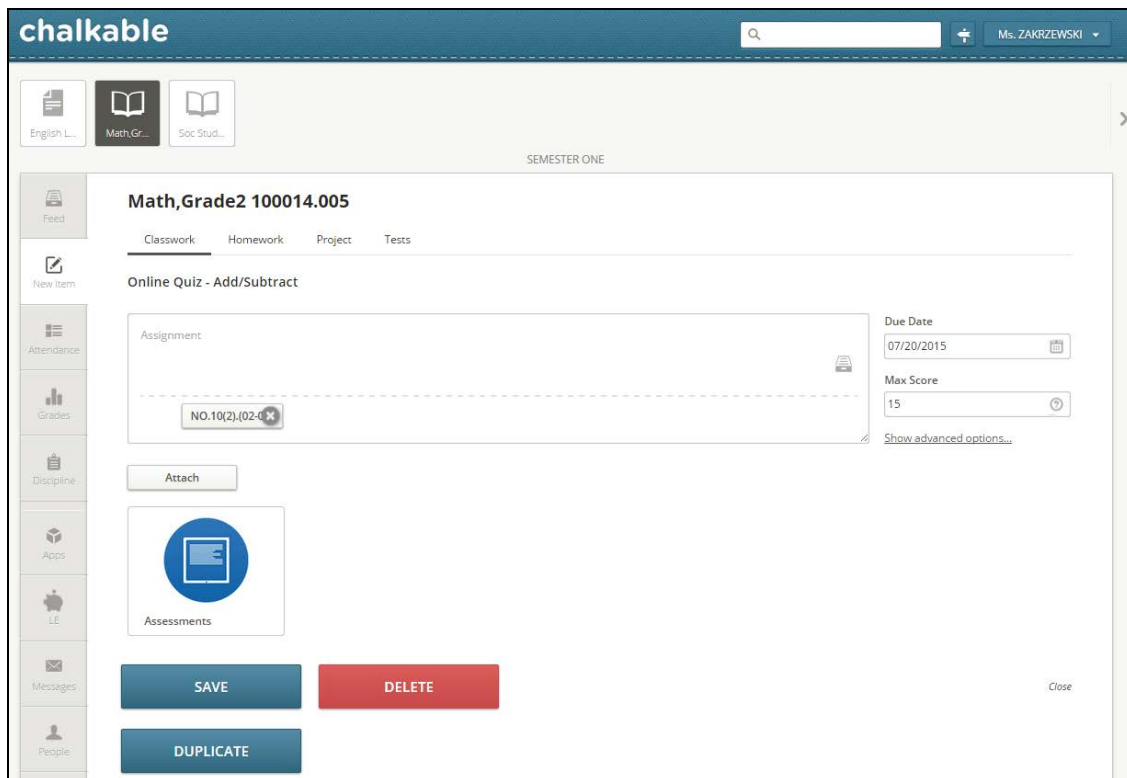 chalkable
Ms. ZAKRZEWSKI
English L...
Math,Gr...
Soc Stud...
SEMESTER ONE
Feed
New Item
Attendance
Grades
Discipline
Apps
LE
Messages
People
Math,Grade2 100014.005
Classwork Homework Project Tests
Online Quiz - Add/Subtract
Assignment
NO.10(2).(02-
Due Date
07/20/2015
Max Score
15
Show advanced options...
Attach
Assessments
SAVE
DELETE
Close
DUPLICATE